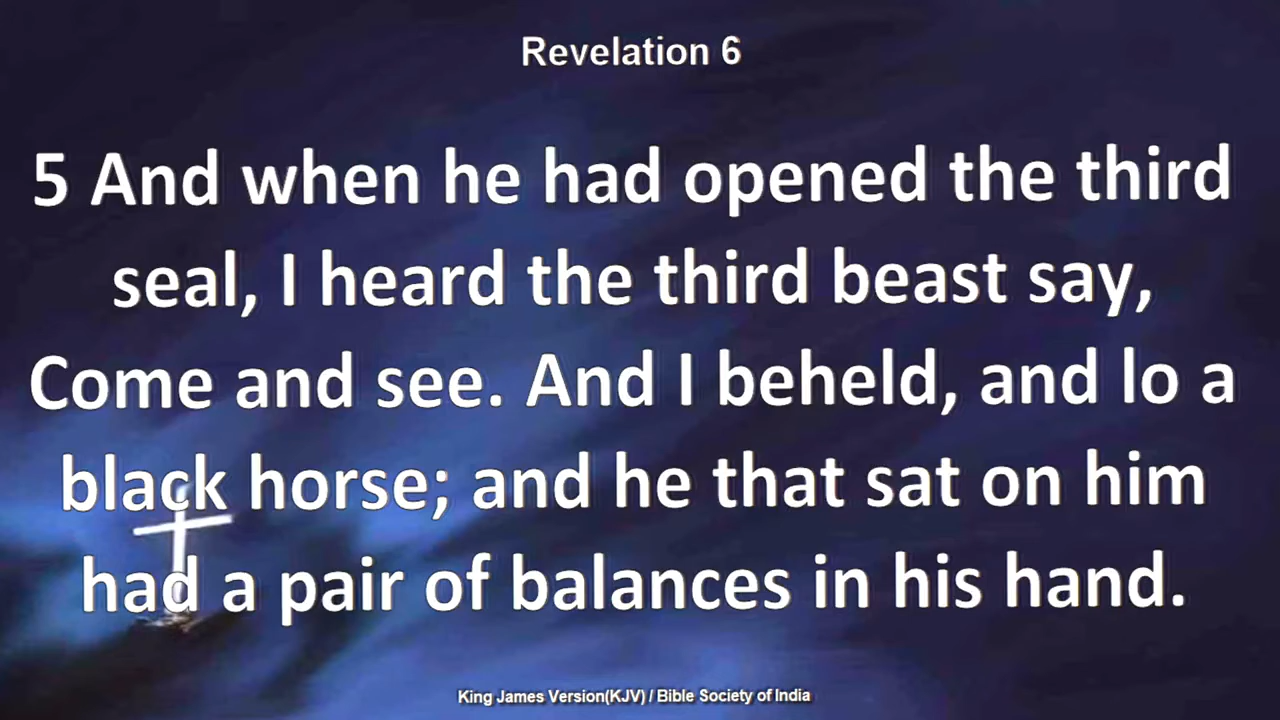 Revelation 6
5 And when he had opened the third
seal, I heard the third beast say,
Come and see. And I beheld, and lo a
black horse; and he that sat on him
had a pair of balances in his hand.
King James Version(KJV) / Bible Society of India